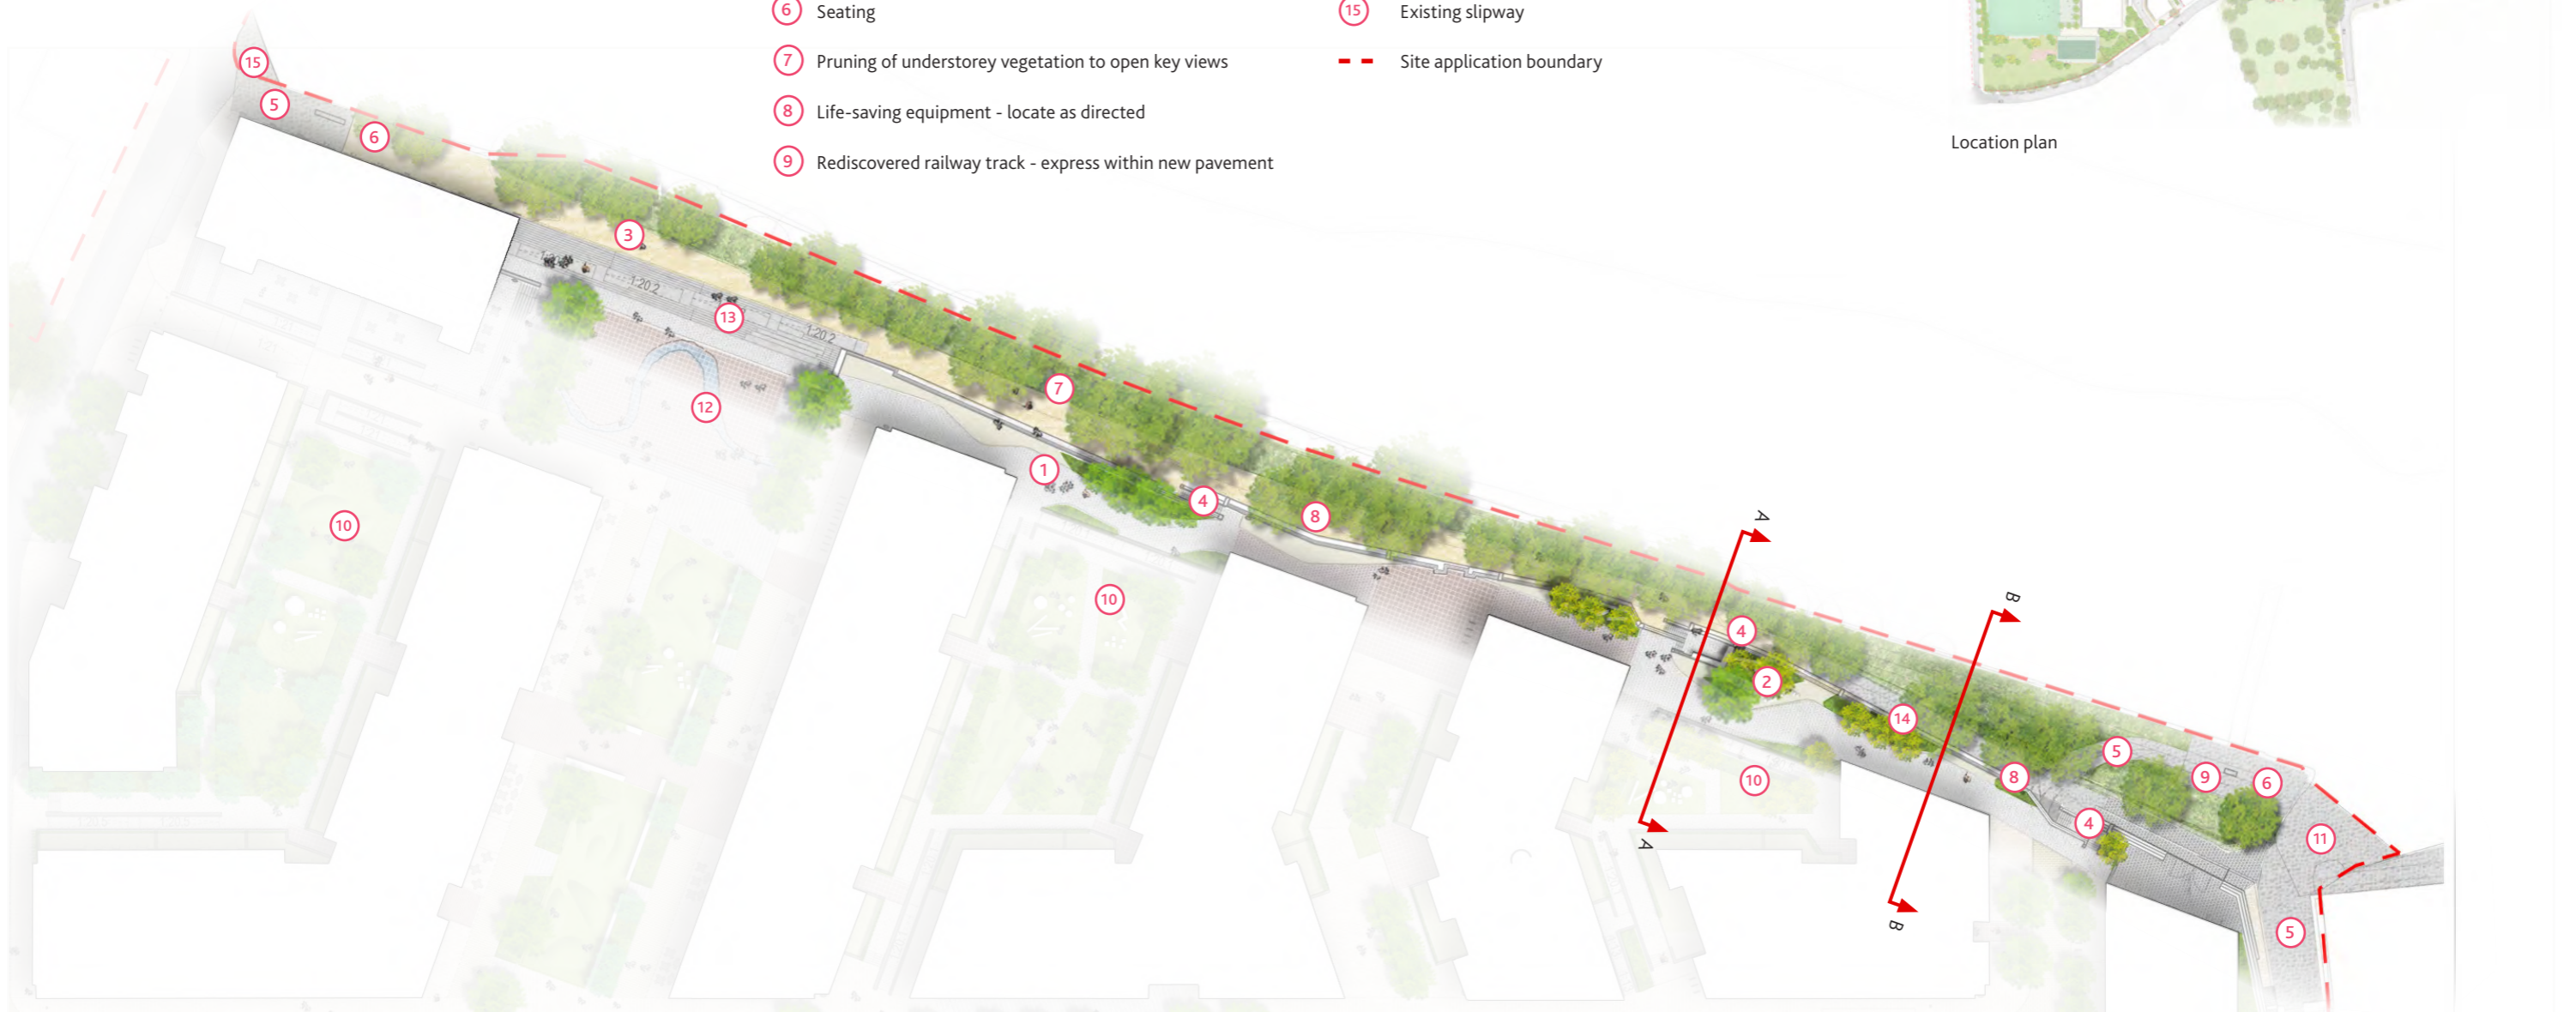 6 Seating
7 Pruning of understorey vegetation to open key views
8 Life-saving equipment - locate as directed
9 Rediscovered railway track - express within new pavement
15 Existing slipway
Site application boundary
Location plan
15
5
6
3
1:20.2
13
1:20.2
12
7
1
4
8
10
10
A
B
4
2
14
5
9
6
8
10
4
11
A
B
5